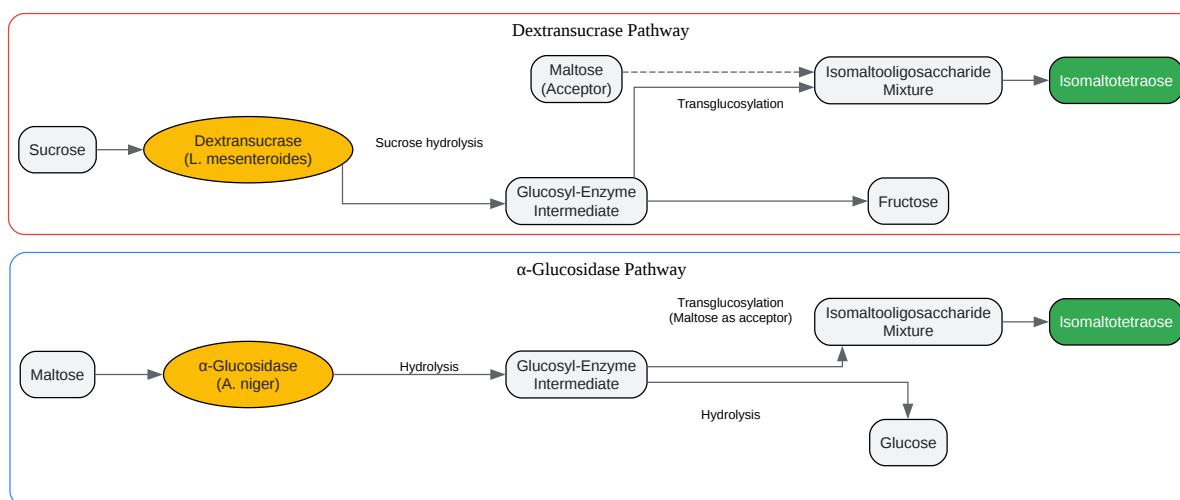 Dextransucrase Pathway
Maltose
(Acceptor)
Isomaltooligosaccharide
Mixture
Isomaltotetraose
Transglucosylation
Sucrose
Dextransucrase
(L. mesenteroides)
Sucrose hydrolysis
Glucosyl-Enzyme
Intermediate
Fructose
α-Glucosidase Pathway
Transglucosylation
(Maltose as acceptor)
Isomaltooligosaccharide
Mixture
Isomaltotetraose
Maltose
α-Glucosidase
(A. niger)
Hydrolysis
Glucosyl-Enzyme
Intermediate
Hydrolysis
Glucose